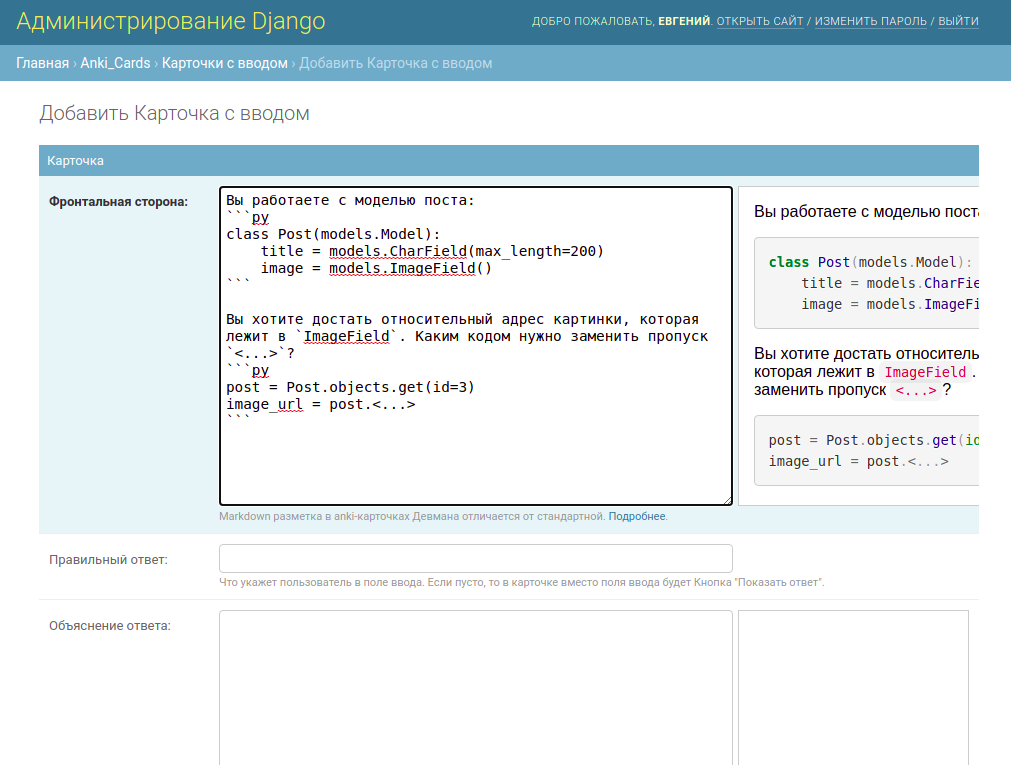 Администрирование Django
ДОБРО ПОЖАЛОВАТЬ, ЕВГЕНИЙ. ОТКРЫТЬ САЙТ / ИЗМЕНИТЬ ПАРОЛЬ / ВЫЙТИ
Главная › Anki_Cards › Карточки с вводом › Добавить Карточка с вводом
Добавить Карточка с вводом
Карточка
Фронтальная сторона:
Вы работаете с моделью поста:
```py
class Post(models.Model):
    title = models.CharField(max_length=200)
    image = models.ImageField()
```
Вы хотите достать относительный адрес картинки, которая
лежит в `ImageField`. Каким кодом нужно заменить пропуск
`<...>`?
```py
post = Post.objects.get(id=3)
image_url = post.<...>
```
Вы работаете с моделью пост
class Post(models.Model):
    title = models.CharFie
    image = models.ImageFi
Вы хотите достать относитель
которая лежит в ImageField.
заменить пропуск <...>?
post = Post.objects.get(id
image_url = post.<...>
Markdown разметка в anki-карточках Девмана отличается от стандартной. Подробнее.
Правильный ответ:
Что укажет пользователь в поле ввода. Если пусто, то в карточке вместо поля ввода будет Кнопка "Показать ответ".
Объяснение ответа: